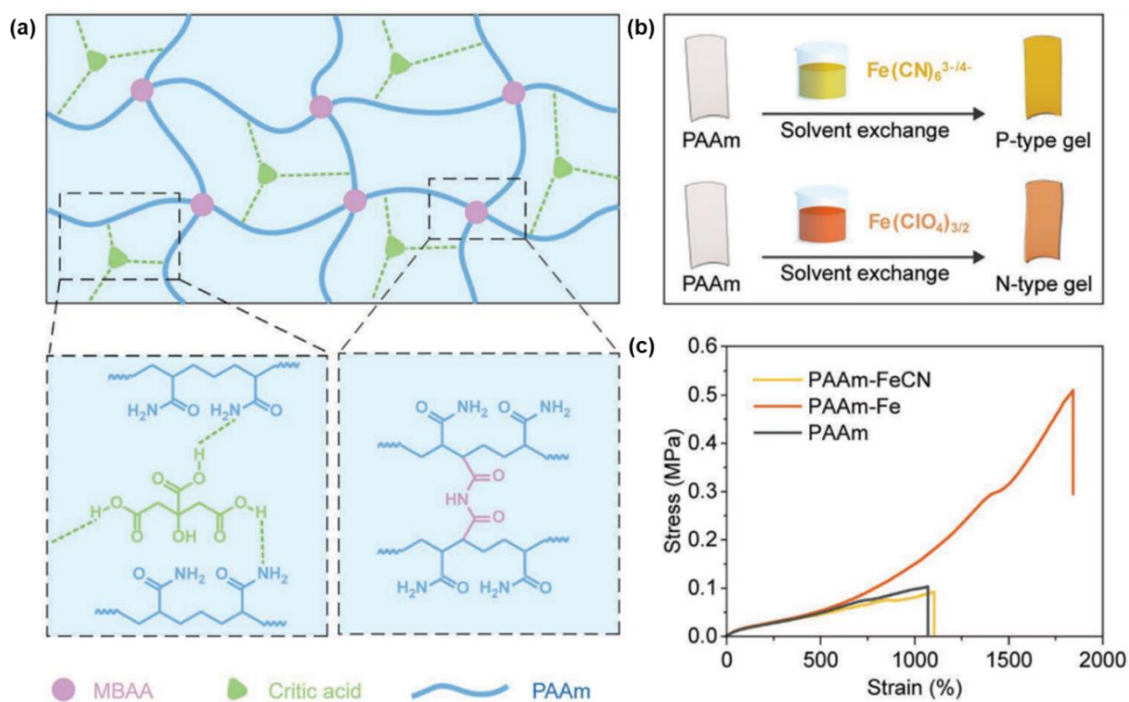 (a)
(b)
Fe(CN)₆³⁻/⁴⁻
PAAm
Solvent exchange
P-type gel
Fe(ClO₄)₃/₂
PAAm
Solvent exchange
N-type gel
H₂N
O
H₂N
O
H
O
O
H
O
O
OH
O
O
H
O
NH₂
O
NH₂
O
NH₂
O
NH₂
O
HN
O
H₂N
O
H₂N
O
MBAA
Critic acid
PAAm
(c)
0.6
0.5
0.4
0.3
0.2
0.1
0.0
Stress (MPa)
PAAm-FeCN
PAAm-Fe
PAAm
0
500
1000
1500
2000
Strain (%)